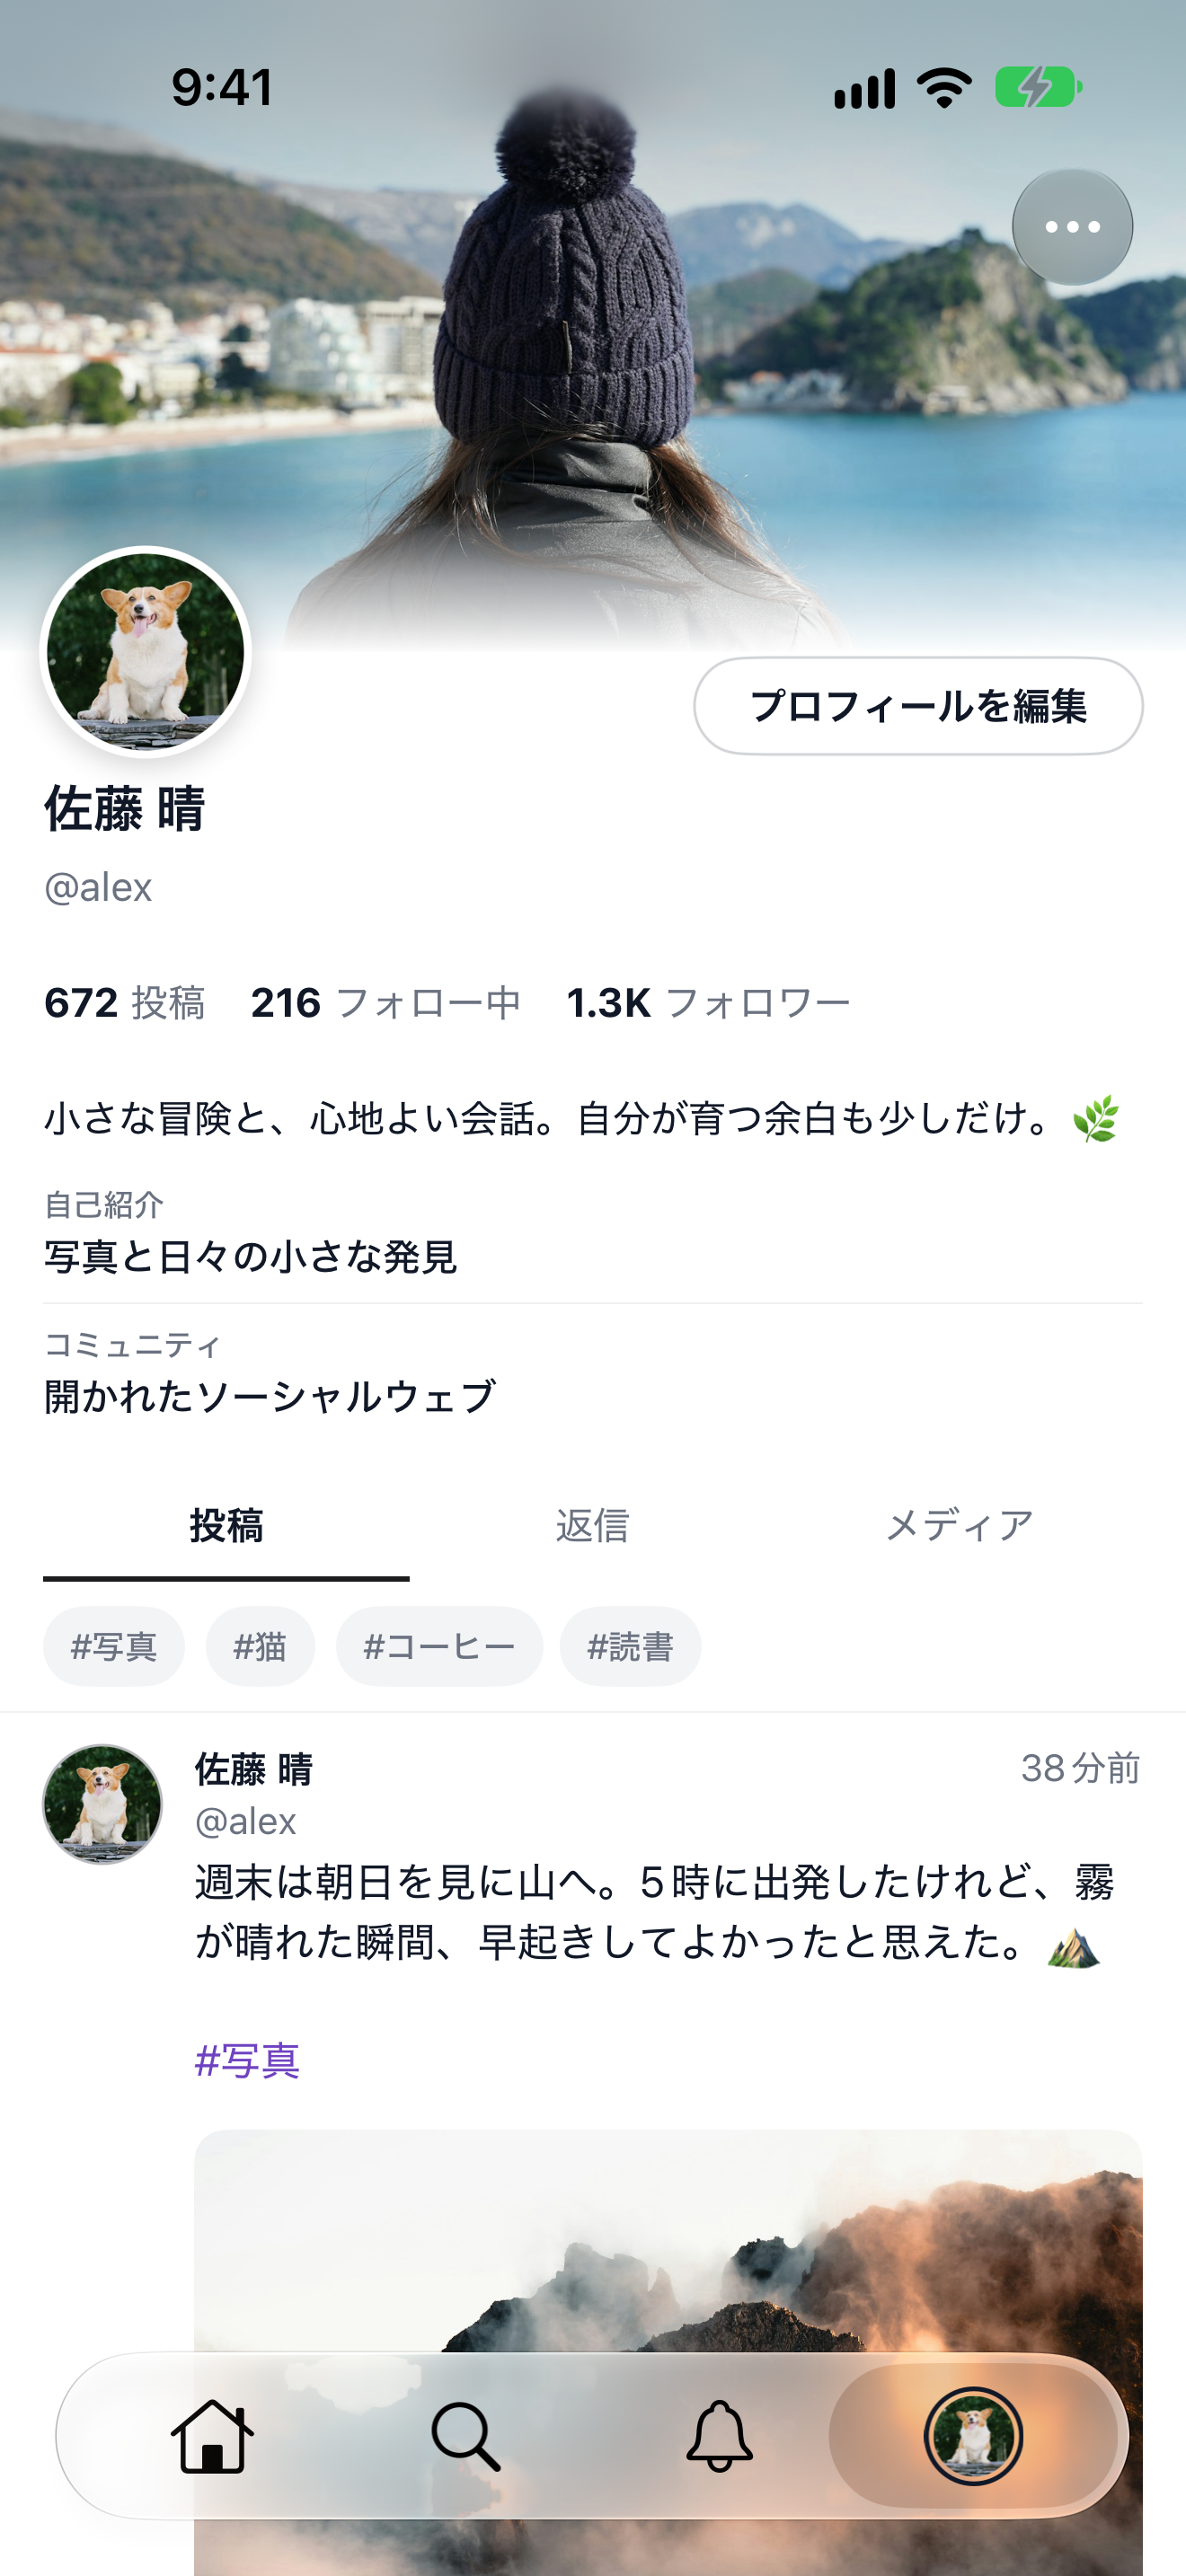 9:41
プロフィールを編集
佐藤 晴
@alex
672 投稿 216 フォロー中 1.3K フォロワー
小さな冒険と、心地よい会話。自分が育つ余白も少しだけ。🌿
自己紹介
写真と日々の小さな発見
コミュニティ
開かれたソーシャルウェブ
投稿 返信 メディア
#写真 #猫 #コーヒー #読書
佐藤 晴 38分前
@alex
週末は朝日を見に山へ。5時に出発したけれど、霧
が晴れた瞬間、早起きしてよかったと思えた。⛰️
#写真